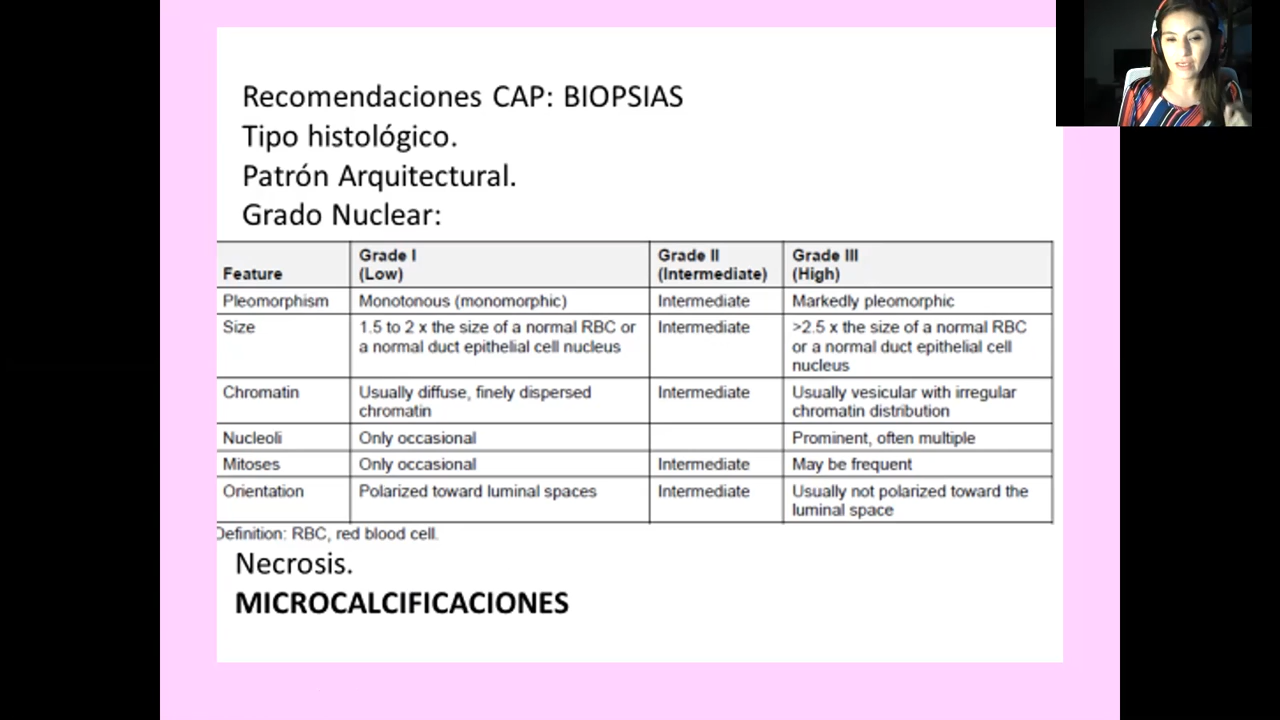 Recomendaciones CAP: BIOPSIAS
Tipo histológico.
Patrón Arquitectural.
Grado Nuclear:
Feature Grade I (Low) Grade II (Intermediate) Grade III (High)
Pleomorphism Monotonous (monomorphic) Intermediate Markedly pleomorphic
Size 1.5 to 2 x the size of a normal RBC or a normal duct epithelial cell nucleus Intermediate >2.5 x the size of a normal RBC or a normal duct epithelial cell nucleus
Chromatin Usually diffuse, finely dispersed chromatin Intermediate Usually vesicular with irregular chromatin distribution
Nucleoli Only occasional Prominent, often multiple
Mitoses Only occasional Intermediate May be frequent
Orientation Polarized toward luminal spaces Intermediate Usually not polarized toward the luminal space
Definition: RBC, red blood cell.
Necrosis.
MICROCALCIFICACIONES